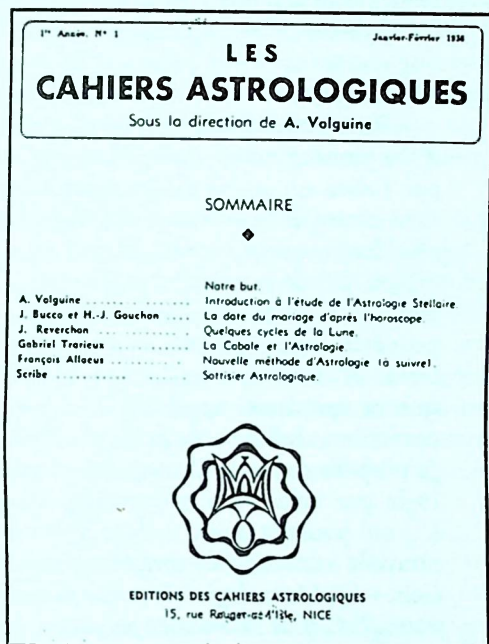 1re Année. N° 1 Janvier-Février 1938
LES
CAHIERS ASTROLOGIQUES
Sous la direction de A. Volguine
SOMMAIRE
Notre but.
A. Volguine .............. Introduction à l'étude de l'Astrologie Stellaire.
J. Bucco et H.-J. Gouchon .... La date du mariage d'après l'horoscope.
J. Reverchon ............ Quelques cycles de la Lune.
Gabriel Trarieux .......... La Cabale et l'Astrologie.
François Allaeus .......... Nouvelle méthode d'Astrologie (à suivre).
Scribe .................. Sottisier Astrologique.
EDITIONS DES CAHIERS ASTROLOGIQUES
15, rue Rouget-de-l'Isle, NICE